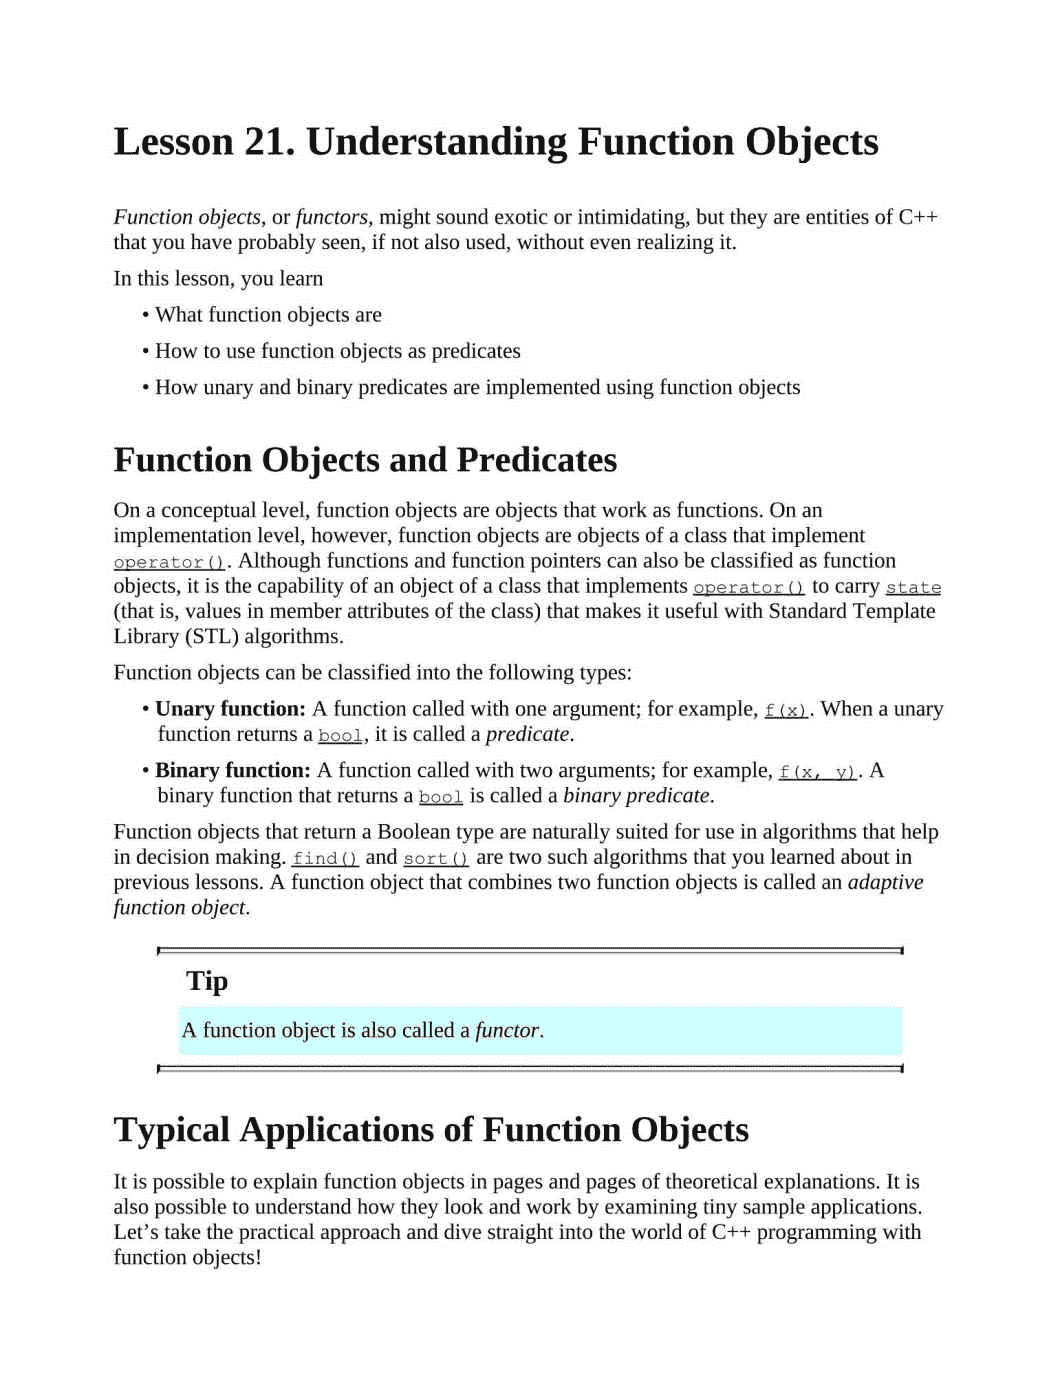 Lesson 21. Understanding Function Objects
Function objects, or functors, might sound exotic or intimidating, but they are entities of C++
that you have probably seen, if not also used, without even realizing it.
In this lesson, you learn
• What function objects are
• How to use function objects as predicates
• How unary and binary predicates are implemented using function objects
Function Objects and Predicates
On a conceptual level, function objects are objects that work as functions. On an
implementation level, however, function objects are objects of a class that implement
operator(). Although functions and function pointers can also be classified as function
objects, it is the capability of an object of a class that implements operator() to carry state
(that is, values in member attributes of the class) that makes it useful with Standard Template
Library (STL) algorithms.
Function objects can be classified into the following types:
• Unary function: A function called with one argument; for example, f(x). When a unary
function returns a bool, it is called a predicate.
• Binary function: A function called with two arguments; for example, f(x, y). A
binary function that returns a bool is called a binary predicate.
Function objects that return a Boolean type are naturally suited for use in algorithms that help
in decision making. find() and sort() are two such algorithms that you learned about in
previous lessons. A function object that combines two function objects is called an adaptive
function object.
Tip
A function object is also called a functor.
Typical Applications of Function Objects
It is possible to explain function objects in pages and pages of theoretical explanations. It is
also possible to understand how they look and work by examining tiny sample applications.
Let’s take the practical approach and dive straight into the world of C++ programming with
function objects!